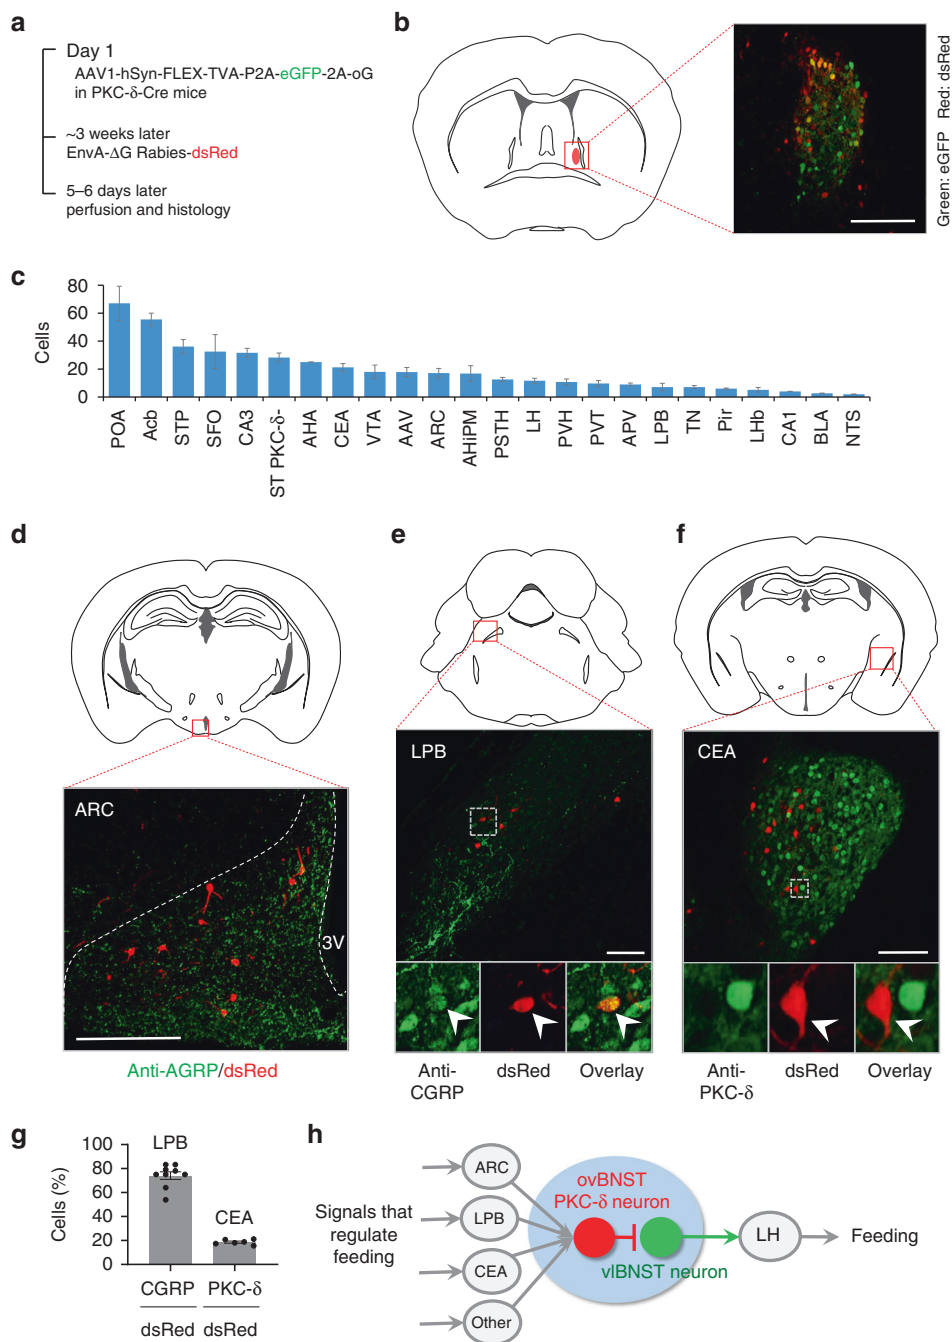 a
Day 1
AAV1-hSyn-FLEX-TVA-P2A-eGFP-2A-oG
in PKC-δ-Cre mice
~3 weeks later
EnvA-ΔG Rabies-dsRed
5–6 days later
perfusion and histology
b
Green: eGFP Red: dsRed
c
Cells
80
60
40
20
0
POA
Acb
STP
SFO
CA3
ST PKC-δ-
AHA
CEA
VTA
AAV
ARC
AHiPM
PSTH
LH
PVH
PVT
APV
LPB
TN
Pir
LHb
CA1
BLA
NTS
d
ARC
3V
Anti-AGRP/dsRed
e
LPB
Anti-
CGRP
dsRed
Overlay
f
CEA
Anti-
PKC-δ
dsRed
Overlay
g
Cells (%)
100
80
60
40
20
0
LPB
CEA
CGRP
dsRed
PKC-δ
dsRed
h
Signals that
regulate
feeding
ARC
LPB
CEA
Other
ovBNST
PKC-δ neuron
vlBNST neuron
LH
Feeding